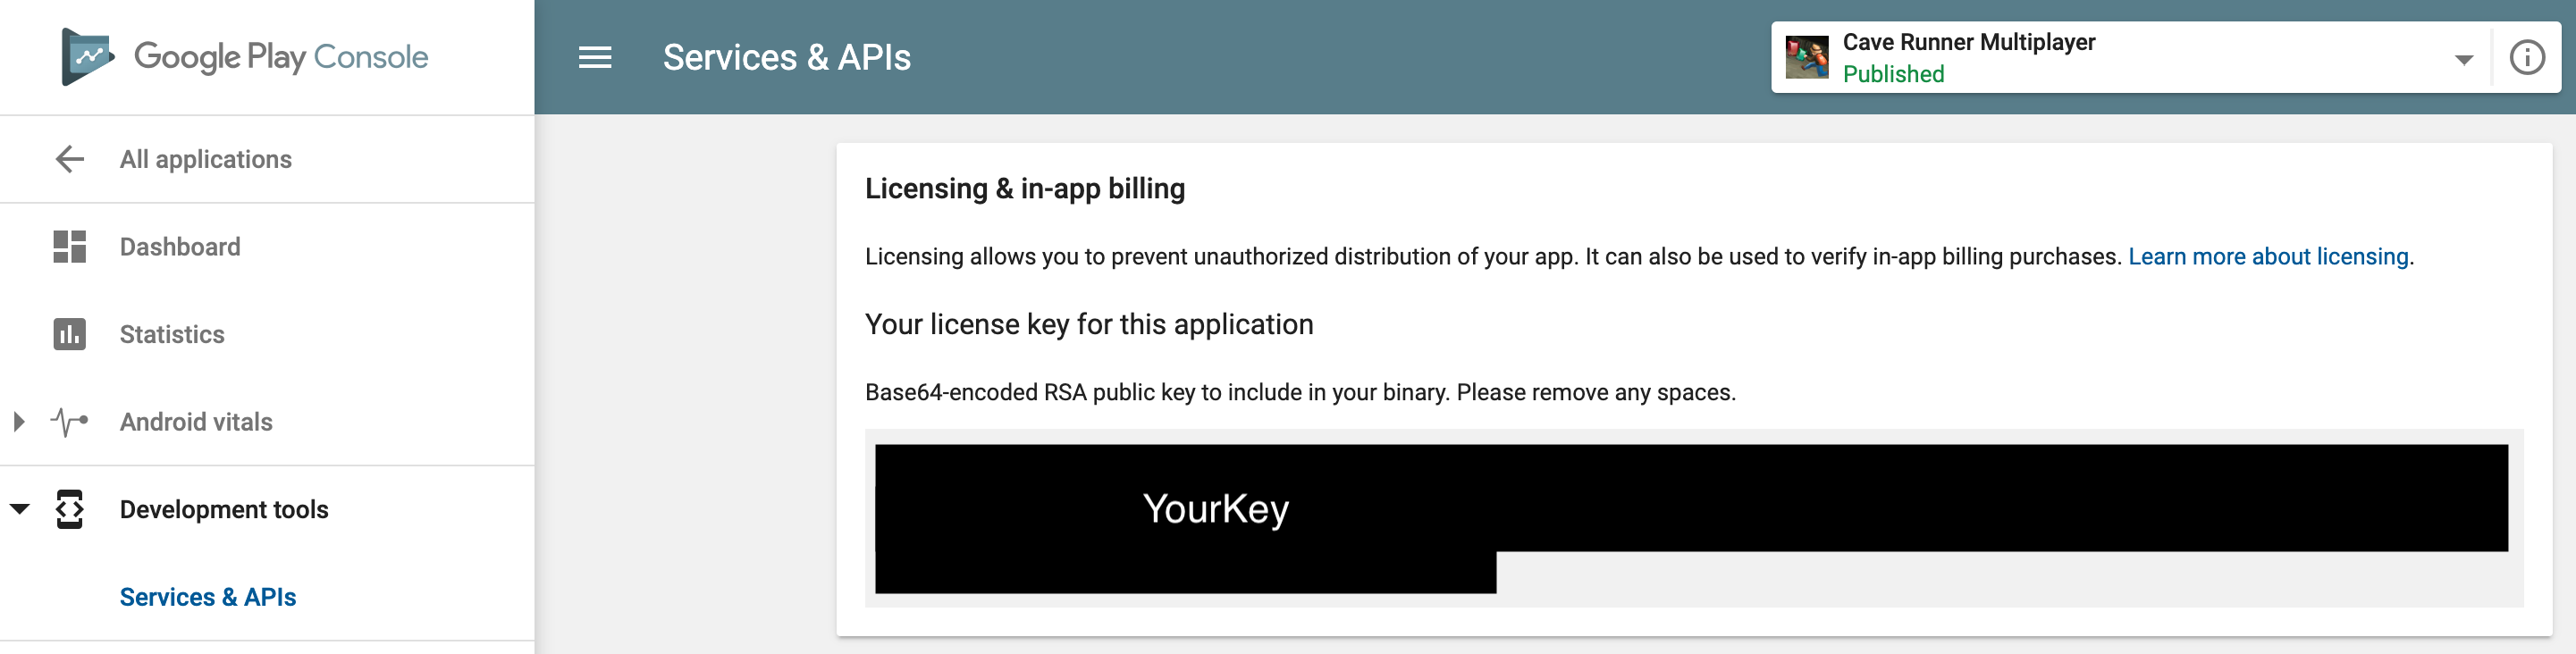 Google Play Console
Services & APIs
Cave Runner Multiplayer
Published
All applications
Dashboard
Statistics
Android vitals
Development tools
Services & APIs
Licensing & in-app billing
Licensing allows you to prevent unauthorized distribution of your app. It can also be used to verify in-app billing purchases. Learn more about licensing.
Your license key for this application
Base64-encoded RSA public key to include in your binary. Please remove any spaces.
YourKey